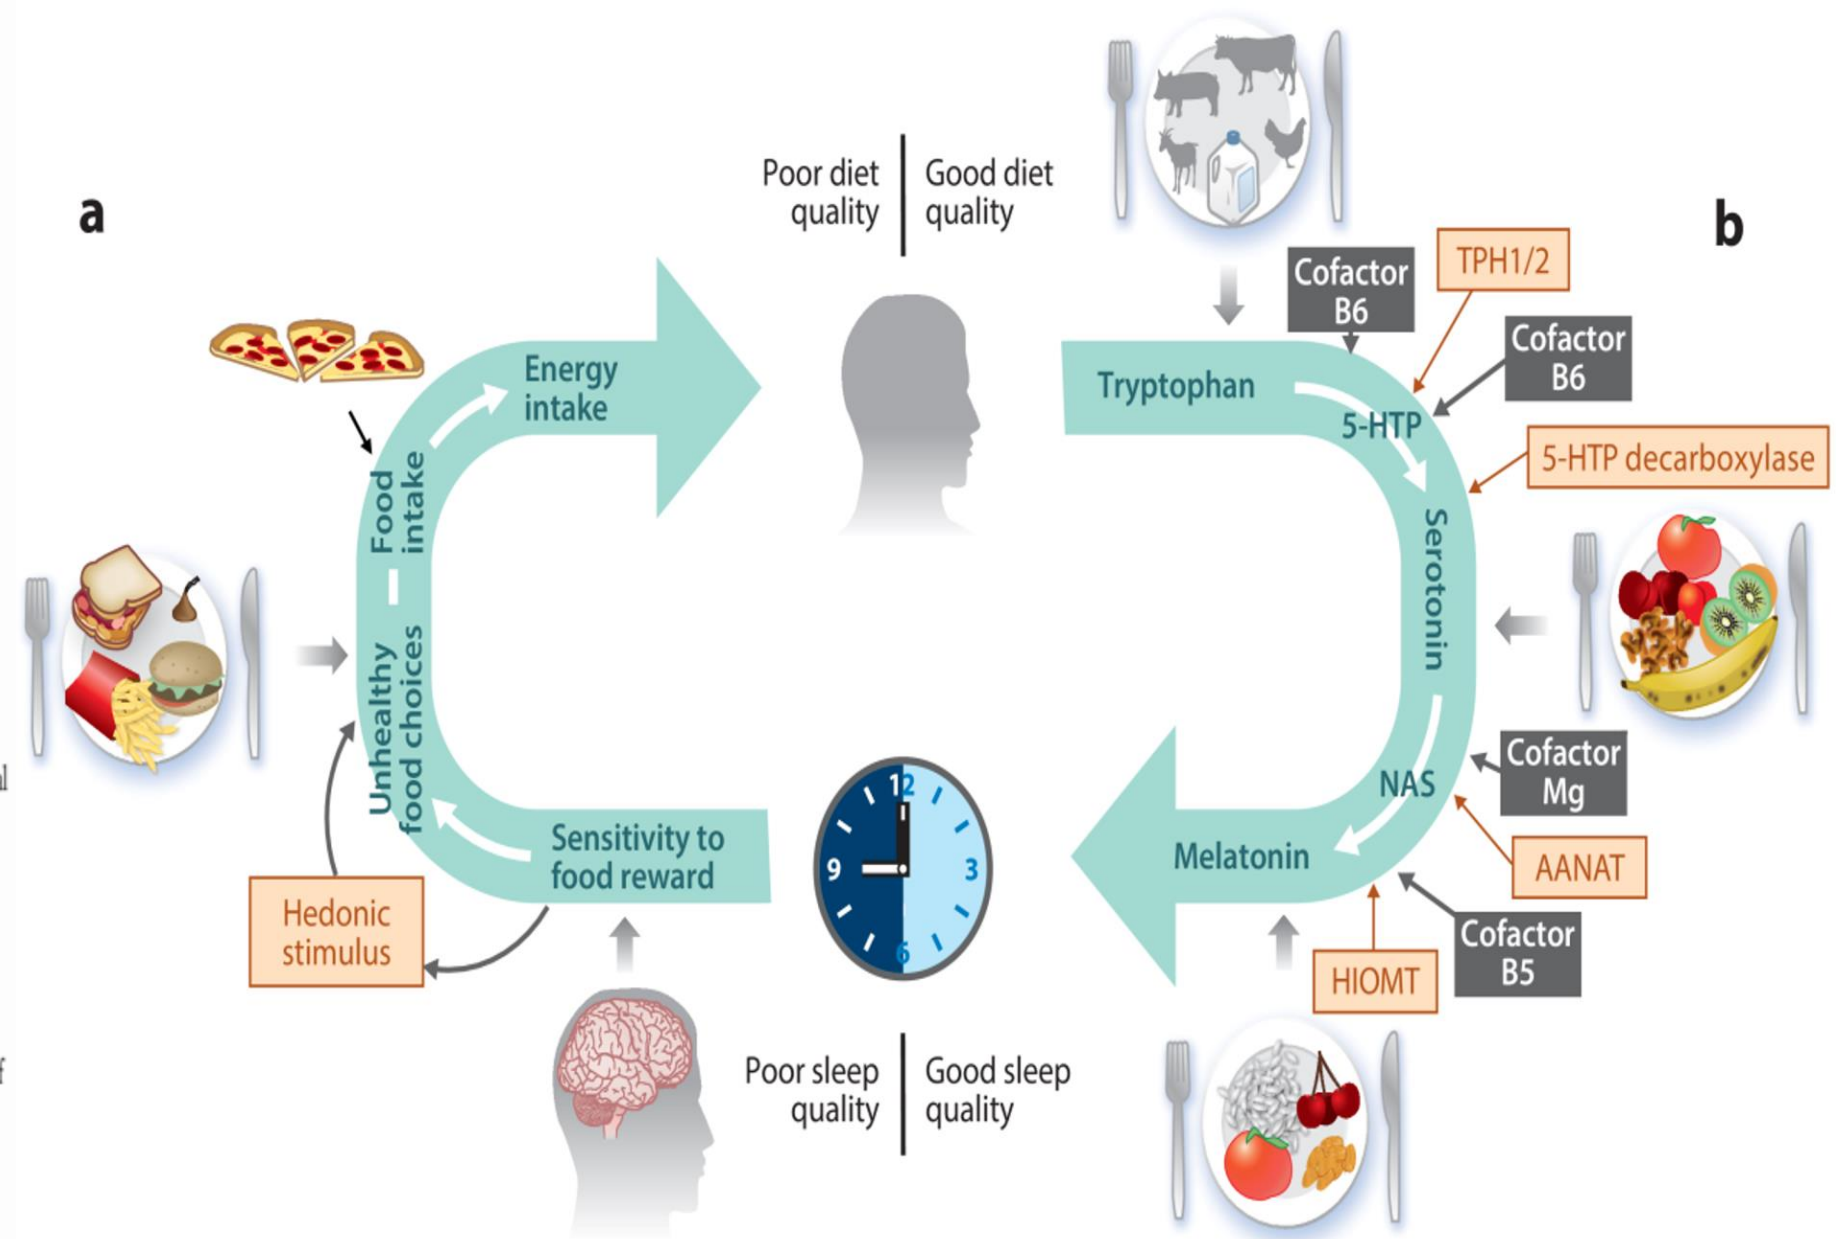 a
b
Poor diet
quality
Good diet
quality
Cofactor
B6
TPH1/2
Cofactor
B6
Energy
intake
Tryptophan
5-HTP
5-HTP decarboxylase
Food
intake
Serotonin
Unhealthy
food choices
Cofactor
Mg
NAS
AANAT
12
3
6
9
Sensitivity to
food reward
Melatonin
Hedonic
stimulus
HIOMT
Cofactor
B5
Poor sleep
quality
Good sleep
quality